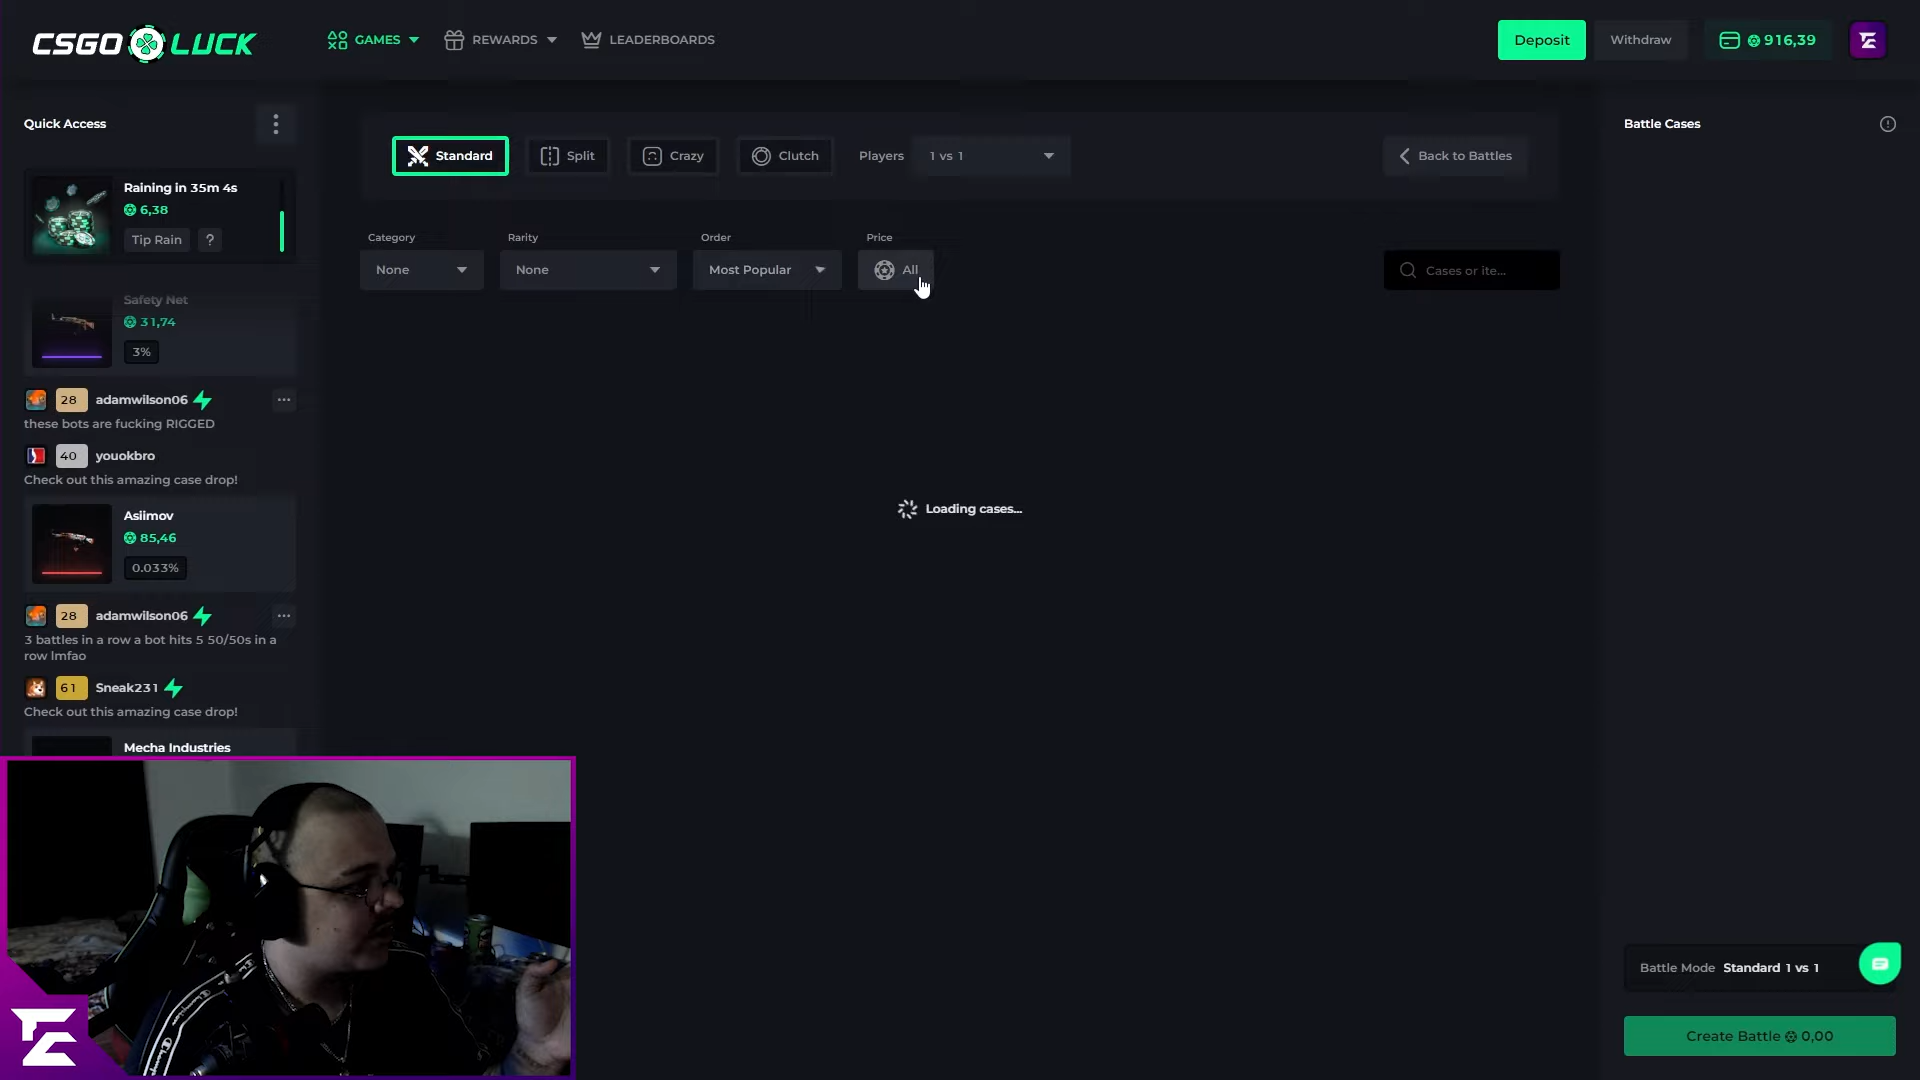 CSGO LUCK
GAMES
REWARDS
LEADERBOARDS
Deposit
Withdraw
916,39
Quick Access
Raining in 35m 4s
6,38
Tip Rain
?
Safety Net
31,74
3%
28 adamwilson06
these bots are fucking RIGGED
40 youokbro
Check out this amazing case drop!
Asiimov
85,46
0.033%
28 adamwilson06
3 battles in a row a bot hits 5 50/50s in a
row lmfao
61 Sneak231
Check out this amazing case drop!
Mecha Industries
Standard
Split
Crazy
Clutch
Players
1 vs 1
Back to Battles
Category
Rarity
Order
Price
None
None
Most Popular
All
Cases or ite...
Loading cases...
Battle Cases
Battle Mode Standard 1 vs 1
Create Battle 0,00